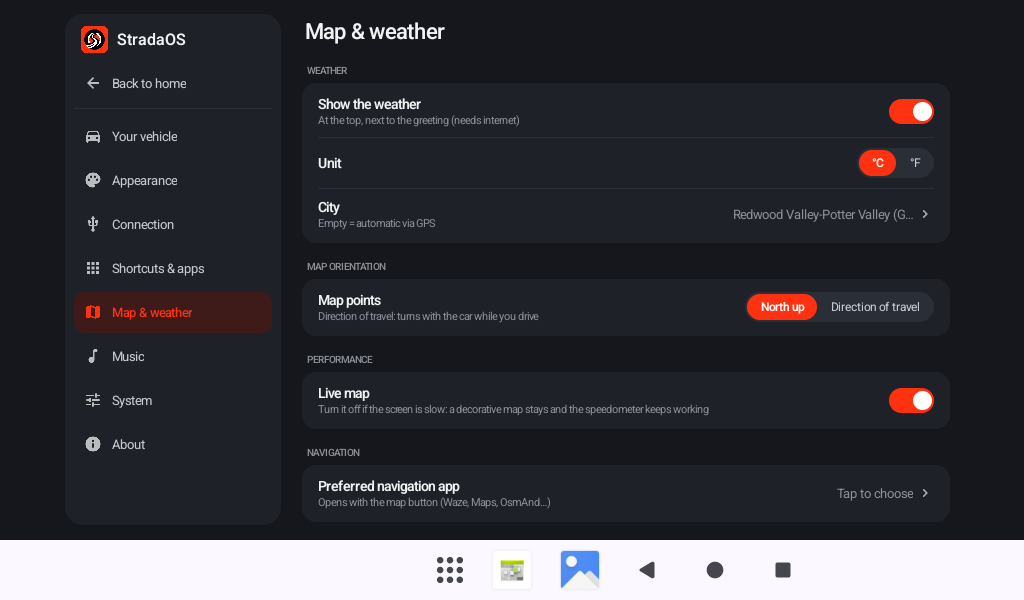 StradaOS
Back to home
Your vehicle
Appearance
Connection
Shortcuts & apps
Map & weather
Music
System
About
Map & weather
WEATHER
Show the weather
At the top, next to the greeting (needs internet)
Unit
°C °F
City
Empty = automatic via GPS
Redwood Valley-Potter Valley (G...
MAP ORIENTATION
Map points
Direction of travel: turns with the car while you drive
North up Direction of travel
PERFORMANCE
Live map
Turn it off if the screen is slow: a decorative map stays and the speedometer keeps working
NAVIGATION
Preferred navigation app
Opens with the map button (Waze, Maps, OsmAnd...)
Tap to choose